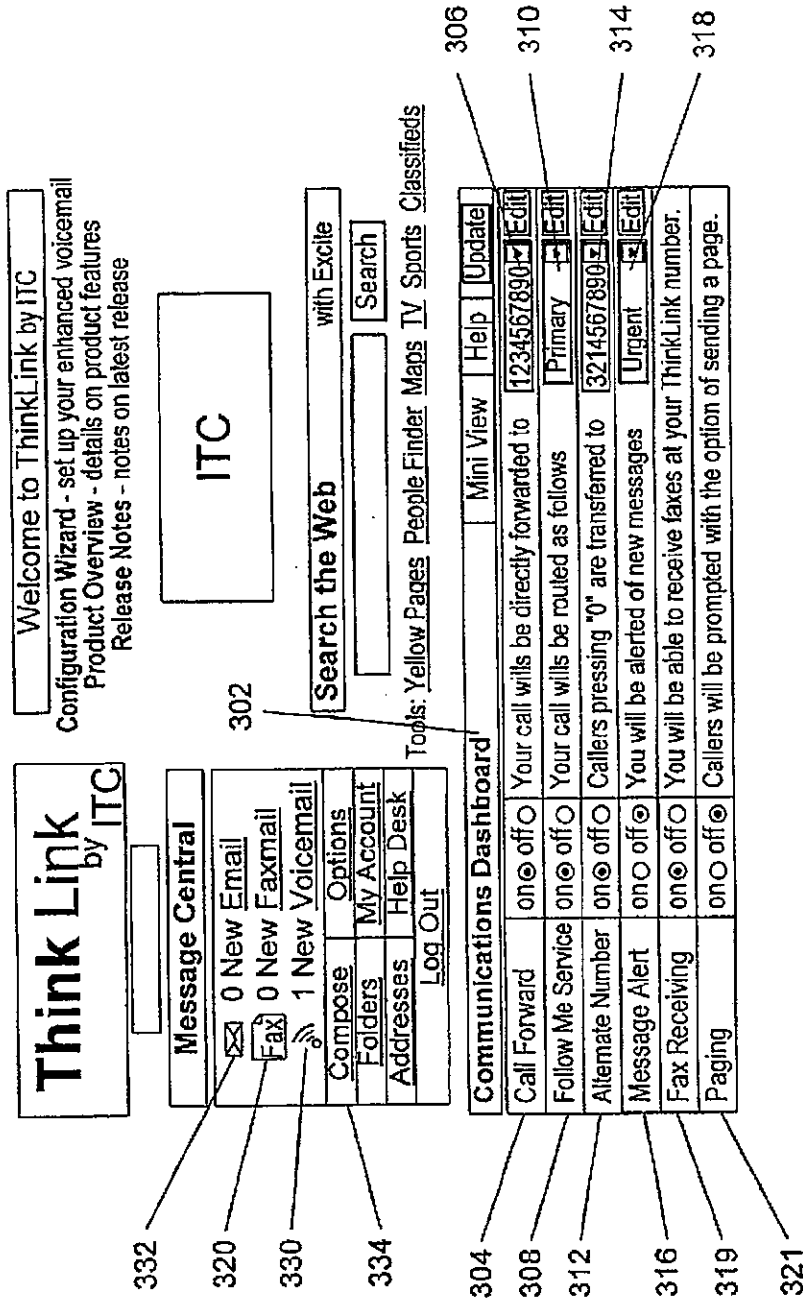 Think Link
by ITC
Welcome to ThinkLink by ITC
Configuration Wizard - set up your enhanced voicemail
Product Overview - details on product features
Release Notes - notes on latest release
Message Central
0 New Email
Fax 0 New Faxmail
1 New Voicemail
Compose Options
Folders My Account
Addresses Help Desk
Log Out
ITC
Search the Web with Excite
Search
Tools: Yellow Pages People Finder Maps TV Sports Classifieds
Communications Dashboard Mini View Help Update
Call Forward on off Your call wills be directly forwarded to 1234567890 Edit
Follow Me Service on off Your call wills be routed as follows Primary Edit
Alternate Number on off Callers pressing "0" are transferred to 3214567890 Edit
Message Alert on off You will be alerted of new messages Urgent Edit
Fax Receiving on off You will be able to receive faxes at your ThinkLink number.
Paging on off Callers will be prompted with the option of sending a page.
302
332
320
330
334
304
308
312
316
319
321
306
310
314
318